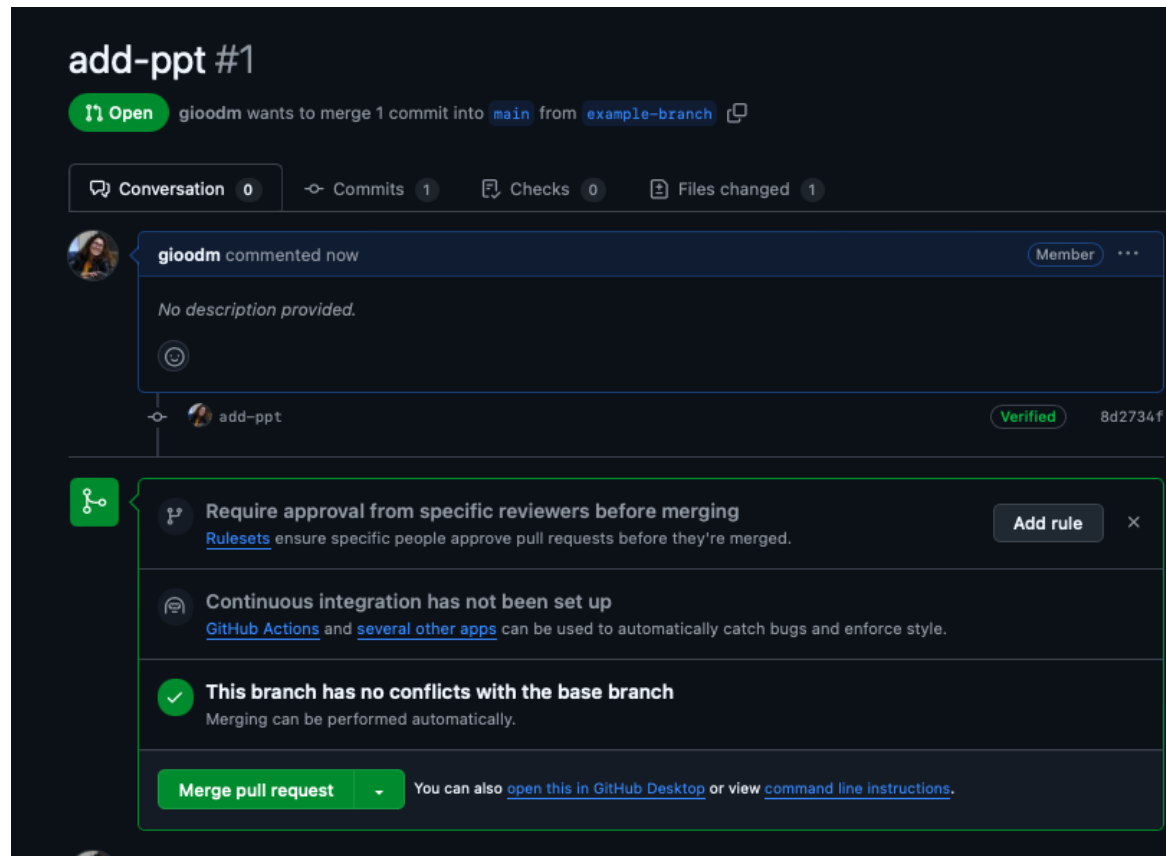 add-ppt #1
Open gioodm wants to merge 1 commit into main from example-branch
Conversation 0 Commits 1 Checks 0 Files changed 1
gioodm commented now Member
No description provided.
add-ppt Verified 8d2734f
Require approval from specific reviewers before merging
Rulesets ensure specific people approve pull requests before they're merged.
Add rule
Continuous integration has not been set up
GitHub Actions and several other apps can be used to automatically catch bugs and enforce style.
This branch has no conflicts with the base branch
Merging can be performed automatically.
Merge pull request You can also open this in GitHub Desktop or view command line instructions.